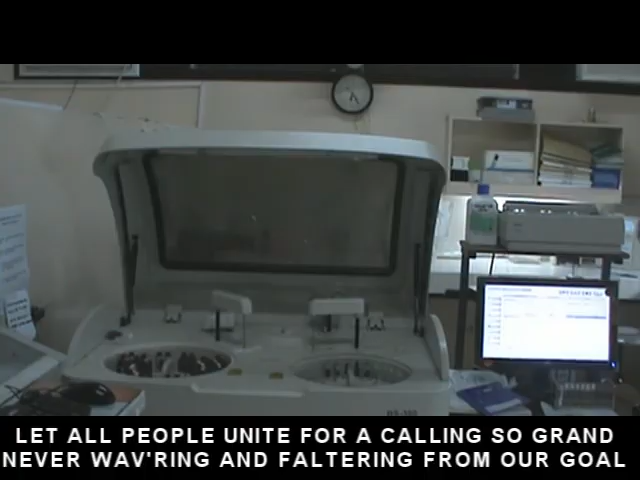 LET ALL PEOPLE UNITE FOR A CALLING SO GRAND
NEVER WAV'RING AND FALTERING FROM OUR GOAL